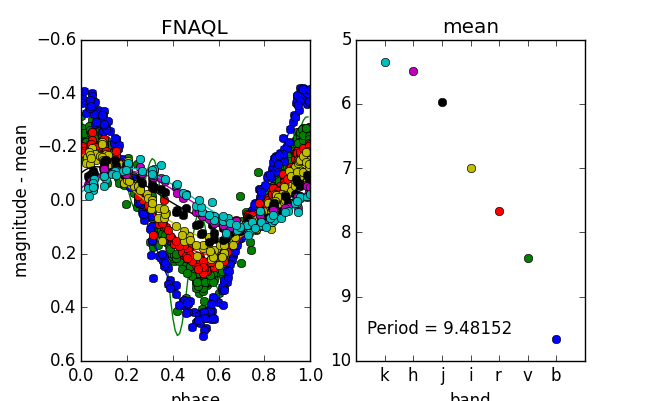 FNAQL
mean
−0.6
−0.4
−0.2
0.0
0.2
0.4
0.6
magnitude - mean
0.0 0.2 0.4 0.6 0.8 1.0
phase
5
6
7
8
9
10
Period = 9.48152
k h j i r v b
band